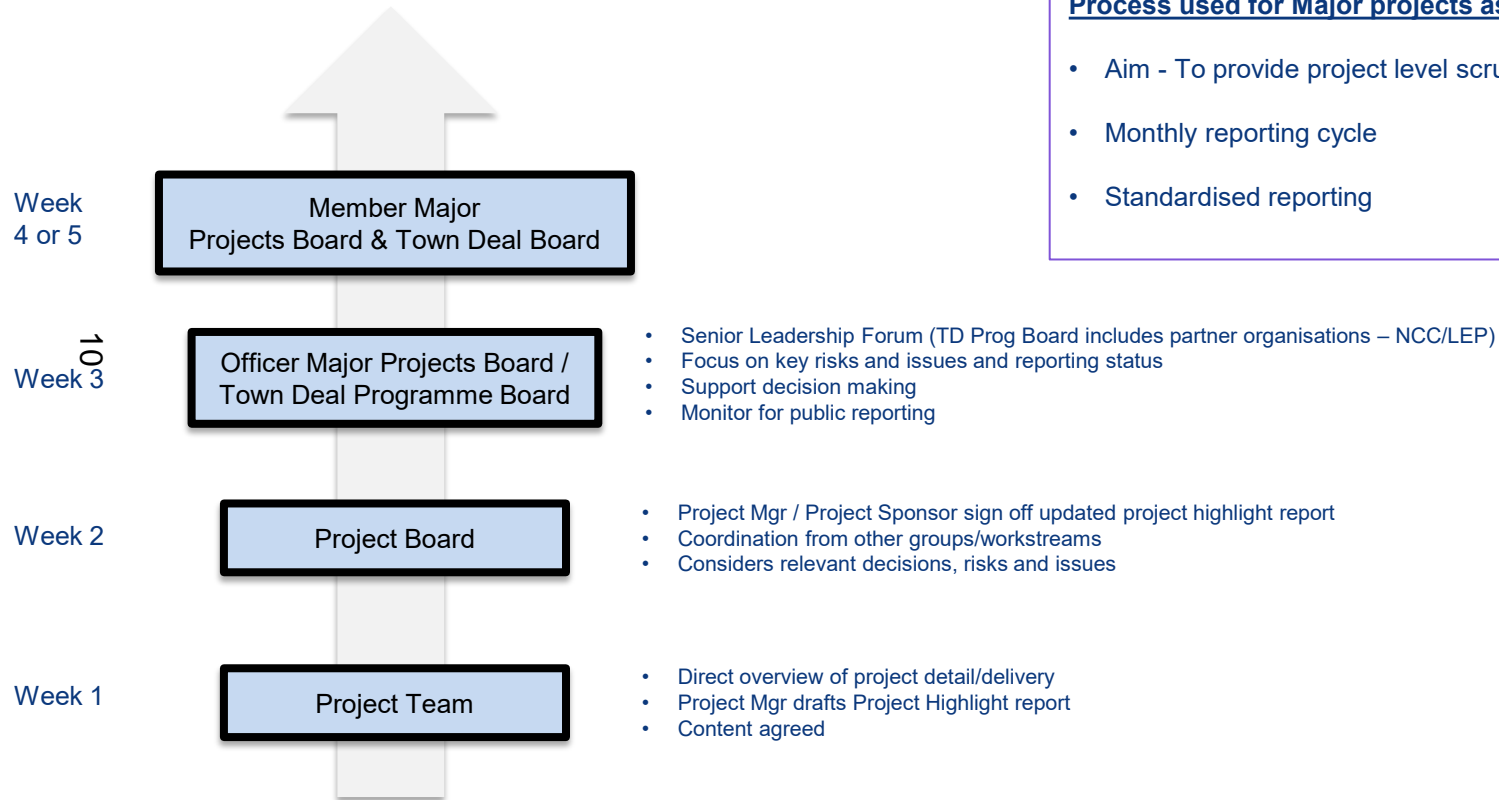 Process used for Major projects
• Aim - To provide project level
• Monthly reporting cycle
• Standardised reporting
Week
4 or 5
Member Major
Projects Board & Town Deal Board
10
Week 3
Officer Major Projects Board /
Town Deal Programme Board
• Senior Leadership Forum (TD Prog Board includes partner organisations – NCC/LEP)
• Focus on key risks and issues and reporting status
• Support decision making
• Monitor for public reporting
Week 2
Project Board
• Project Mgr / Project Sponsor sign off updated project highlight report
• Coordination from other groups/workstreams
• Considers relevant decisions, risks and issues
Week 1
Project Team
• Direct overview of project detail/delivery
• Project Mgr drafts Project Highlight report
• Content agreed